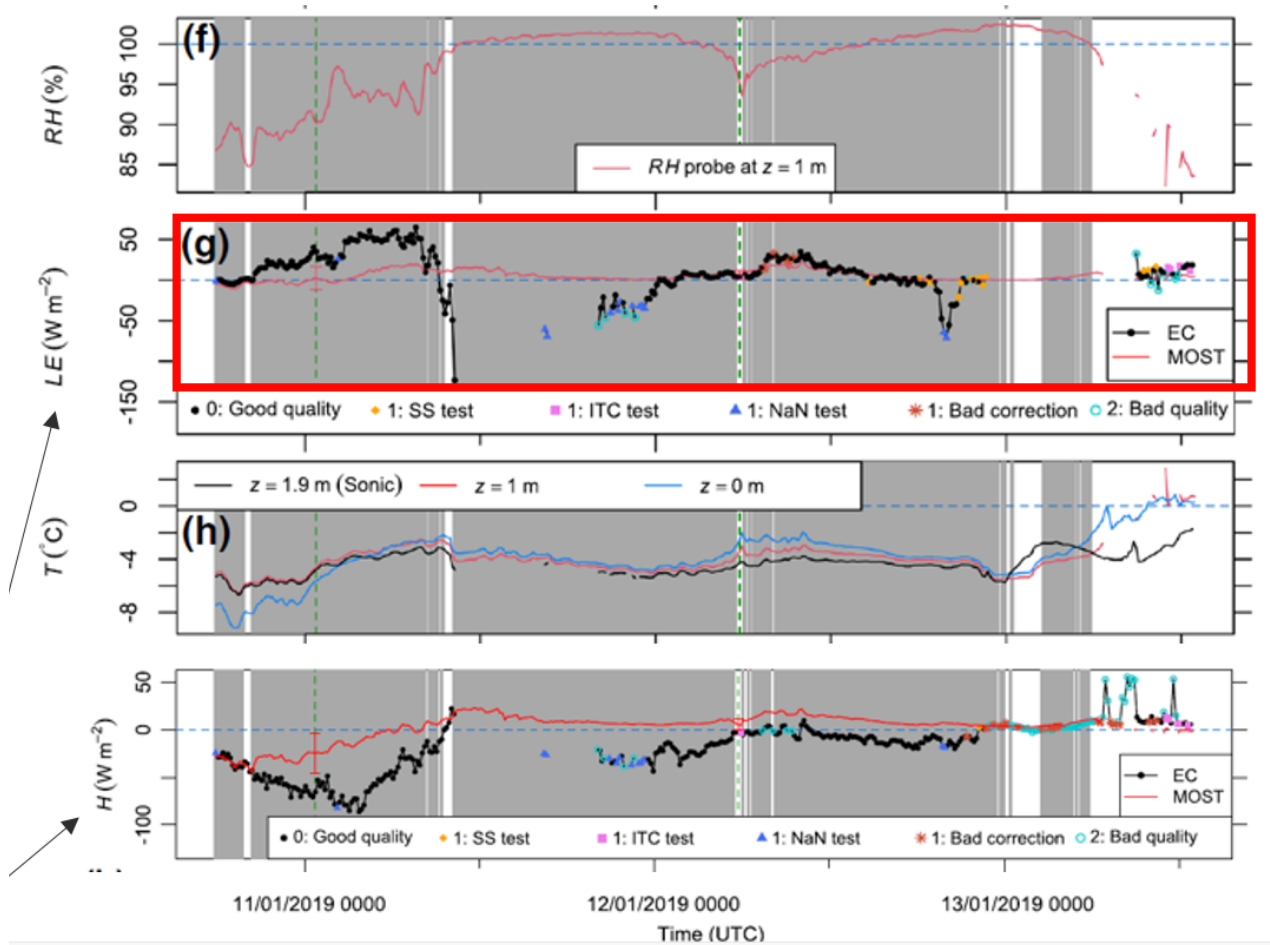 (f)
RH (%)
100
95
90
85
RH probe at z = 1 m
(g)
LE (W m−2)
50
-50
-150
EC
MOST
0: Good quality 1: SS test 1: ITC test 1: NaN test 1: Bad correction 2: Bad quality
z = 1.9 m (Sonic) z = 1 m z = 0 m
(h)
T(°C)
0
-4
-8
H (W m−2)
50
0
-100
EC
MOST
0: Good quality 1: SS test 1: ITC test 1: NaN test 1: Bad correction 2: Bad quality
11/01/2019 0000 12/01/2019 0000 13/01/2019 0000
Time (UTC)